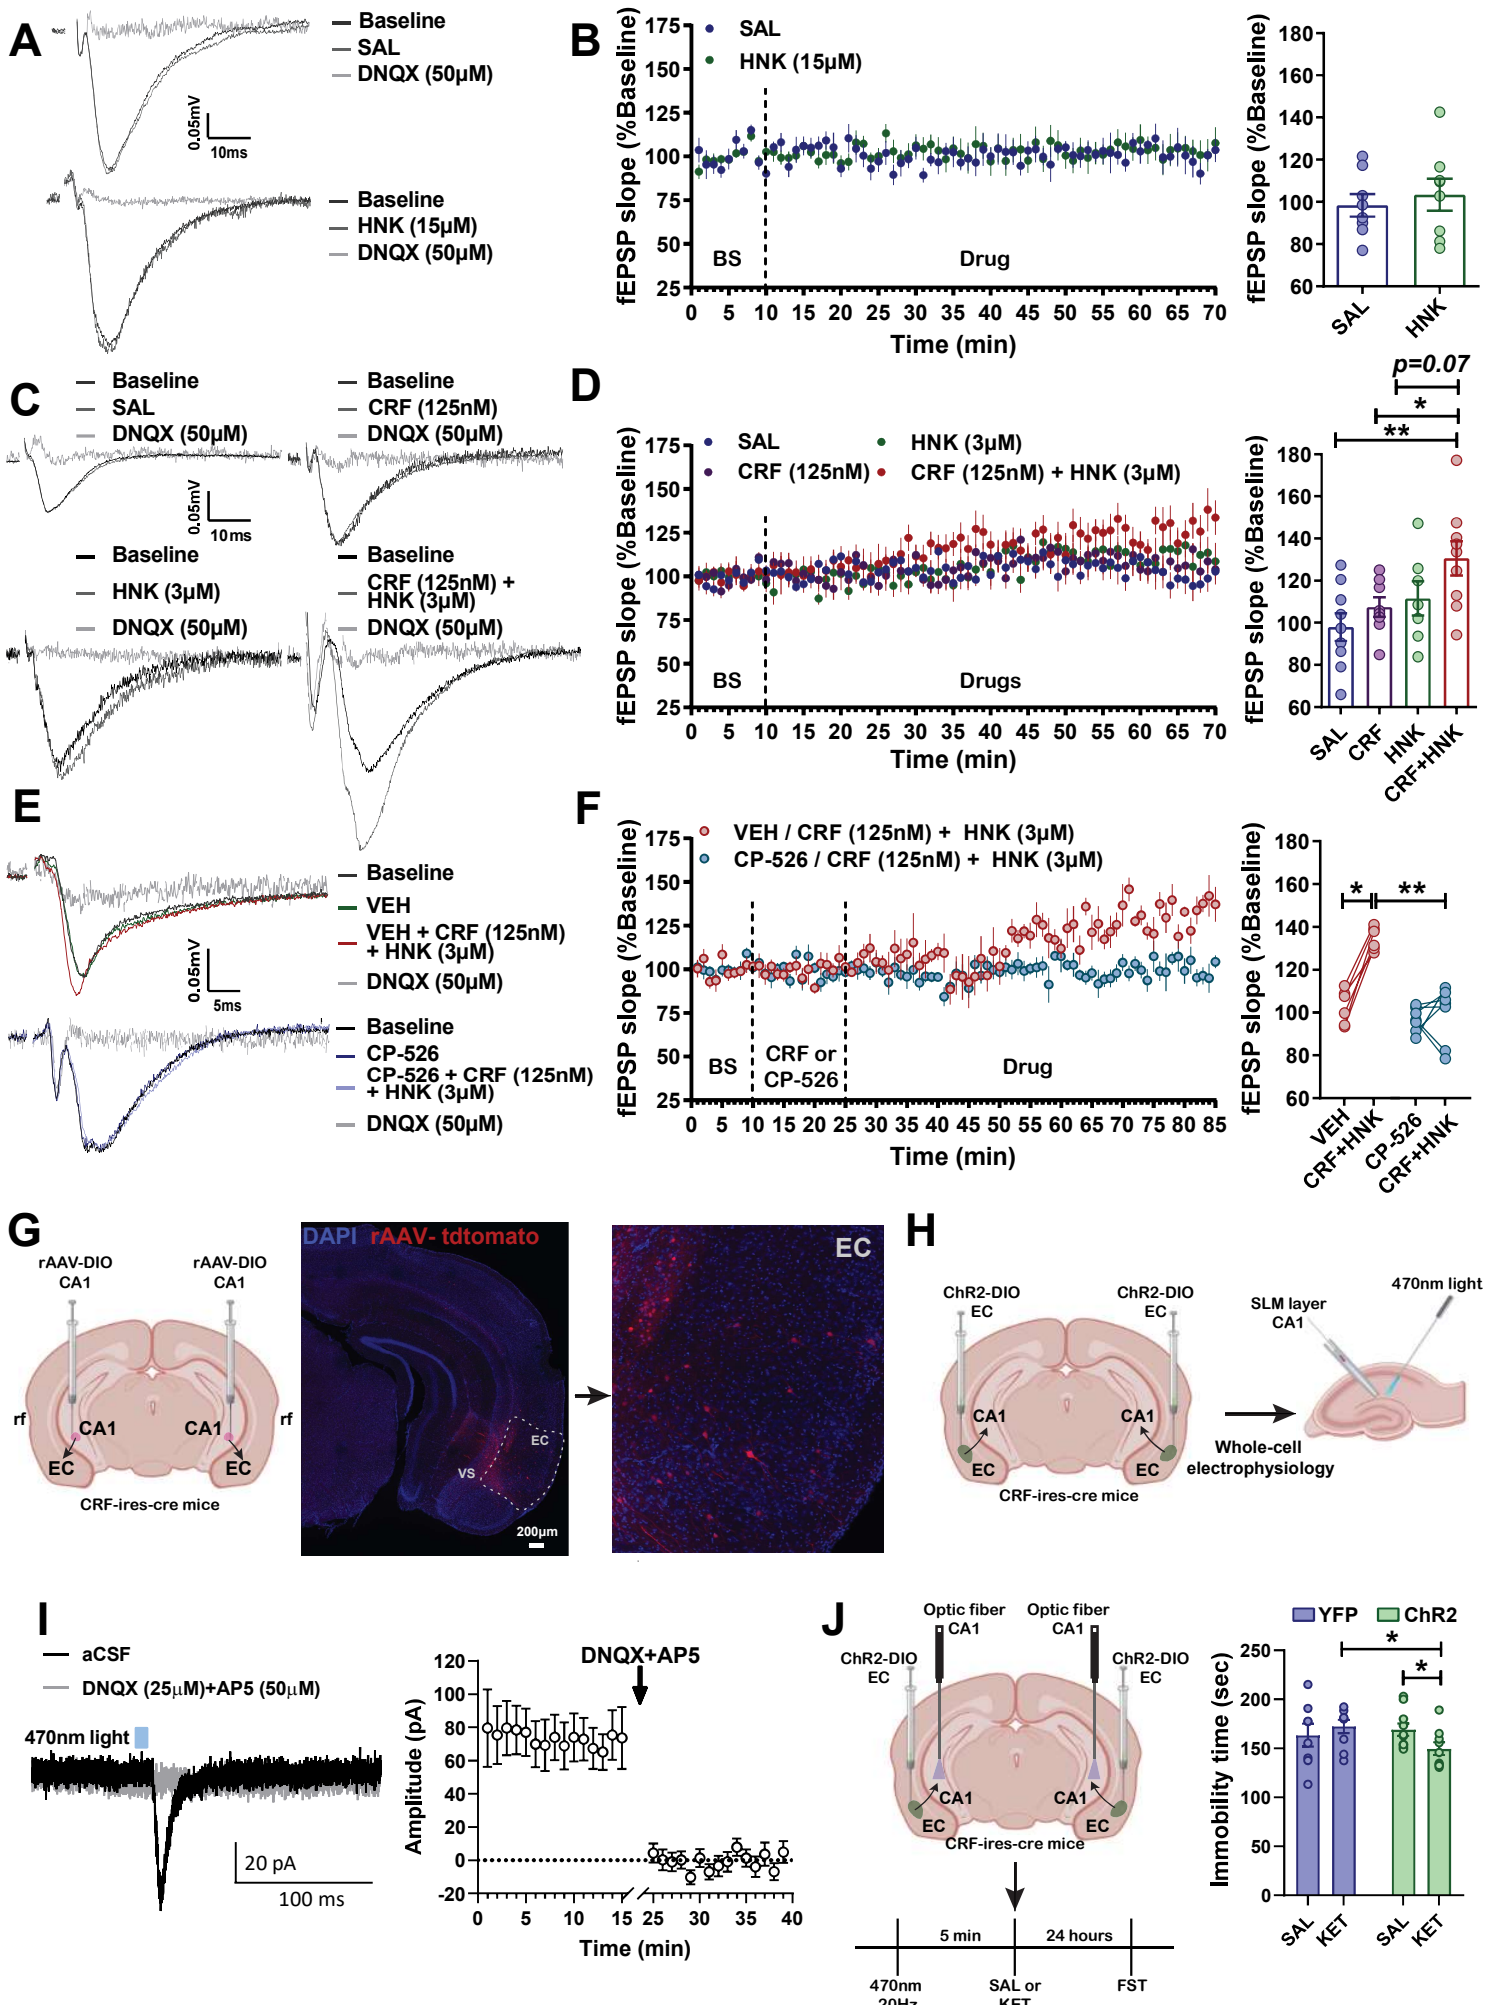 A
Baseline
SAL
DNQX (50µM)
0.05mV
10ms
Baseline
HNK (15µM)
DNQX (50µM)
B
fEPSP slope (%Baseline)
175
150
125
100
75
50
25
SAL
HNK (15µM)
BS
Drug
0 5 10 15 20 25 30 35 40 45 50 55 60 65 70
Time (min)
fEPSP slope (%Baseline)
180
160
140
120
100
80
60
SAL
HNK
C
Baseline
SAL
DNQX (50µM)
Baseline
CRF (125nM)
DNQX (50µM)
0.05mV
10ms
Baseline
HNK (3µM)
DNQX (50µM)
Baseline
CRF (125nM) +
HNK (3µM)
DNQX (50µM)
D
fEPSP slope (%Baseline)
175
150
125
100
75
50
25
SAL
HNK (3µM)
CRF (125nM)
CRF (125nM) + HNK (3µM)
BS
Drugs
0 5 10 15 20 25 30 35 40 45 50 55 60 65 70
Time (min)
p=0.07
*
**
fEPSP slope (%Baseline)
180
160
140
120
100
80
60
SAL
CRF
HNK
CRF+HNK
E
Baseline
VEH
VEH + CRF (125nM)
+ HNK (3µM)
DNQX (50µM)
0.05mV
5ms
Baseline
CP-526
CP-526 + CRF (125nM)
+ HNK (3µM)
DNQX (50µM)
F
fEPSP slope (%Baseline)
175
150
125
100
75
50
25
VEH / CRF (125nM) + HNK (3µM)
CP-526 / CRF (125nM) + HNK (3µM)
BS
CRF or
CP-526
Drug
0 5 10 15 20 25 30 35 40 45 50 55 60 65 70 75 80 85
Time (min)
fEPSP slope (%Baseline)
180
160
140
120
100
80
60
*
**
VEH
CRF+HNK
CP-526
CRF+HNK
G
rAAV-DIO
CA1
rAAV-DIO
CA1
rf
rf
CA1
CA1
EC
EC
CRF-ires-cre mice
DAPI rAAV- tdtomato
EC
VS
200µm
EC
H
ChR2-DIO
EC
ChR2-DIO
EC
CA1
CA1
EC
EC
CRF-ires-cre mice
Whole-cell
electrophysiology
SLM layer
CA1
470nm light
I
aCSF
DNQX (25µM)+AP5 (50µM)
470nm light
20 pA
100 ms
DNQX+AP5
Amplitude (pA)
120
100
80
60
40
20
0
-20
0 5 10 15 25 30 35 40
Time (min)
J
Optic fiber
CA1
Optic fiber
CA1
ChR2-DIO
EC
ChR2-DIO
EC
CA1
CA1
EC
EC
CRF-ires-cre mice
5 min
24 hours
470nm
20Hz
SAL or
KET
FST
YFP
ChR2
*
*
Immobility time (sec)
250
200
150
100
50
0
SAL
KET
SAL
KET